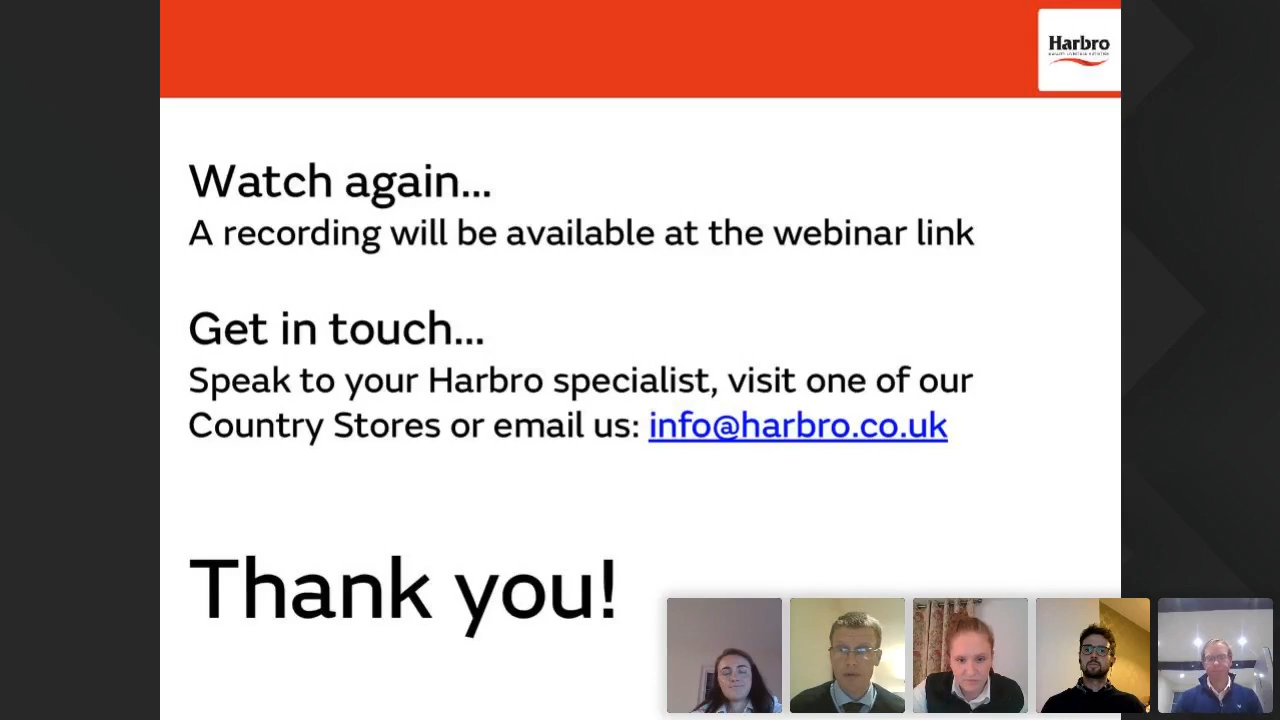 Harbro
Watch again...
A recording will be available at the webinar link
Get in touch...
Speak to your Harbro specialist, visit one of our
Country Stores or email us: info@harbro.co.uk
Thank you!